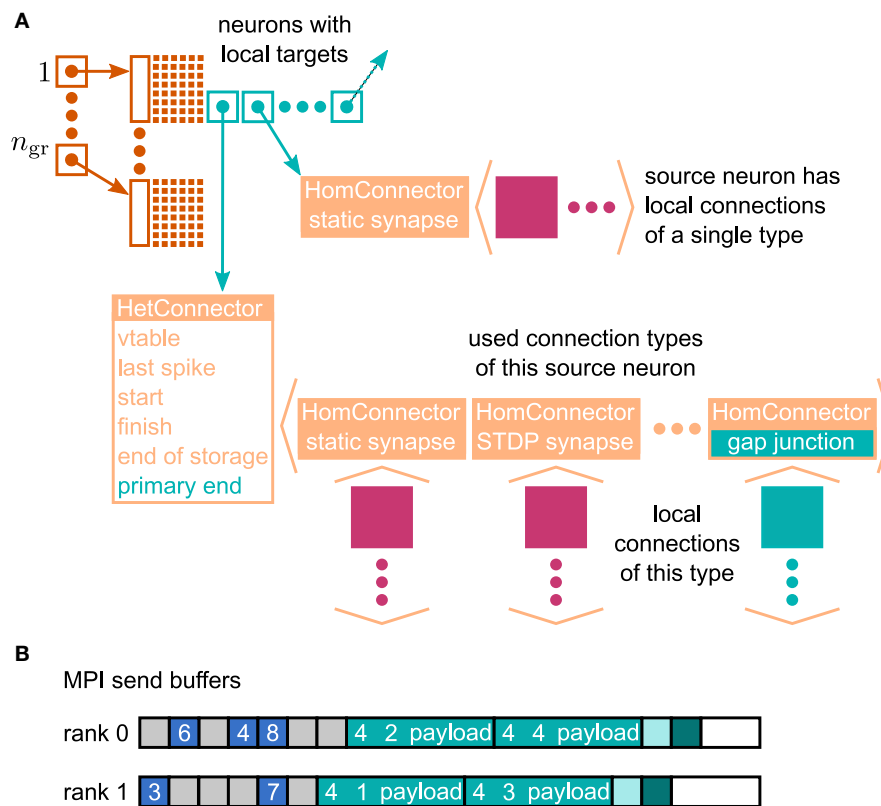 A
neurons with
local targets
1
n_gr
HomConnector
static synapse
source neuron has
local connections
of a single type
HetConnector
vtable
last spike
start
finish
end of storage
primary end
used connection types
of this source neuron
HomConnector
static synapse
HomConnector
STDP synapse
HomConnector
gap junction
local
connections
of this type
B
MPI send buffers
rank 0 6 4 8 4 2 payload 4 4 payload
rank 1 3 7 4 1 payload 4 3 payload